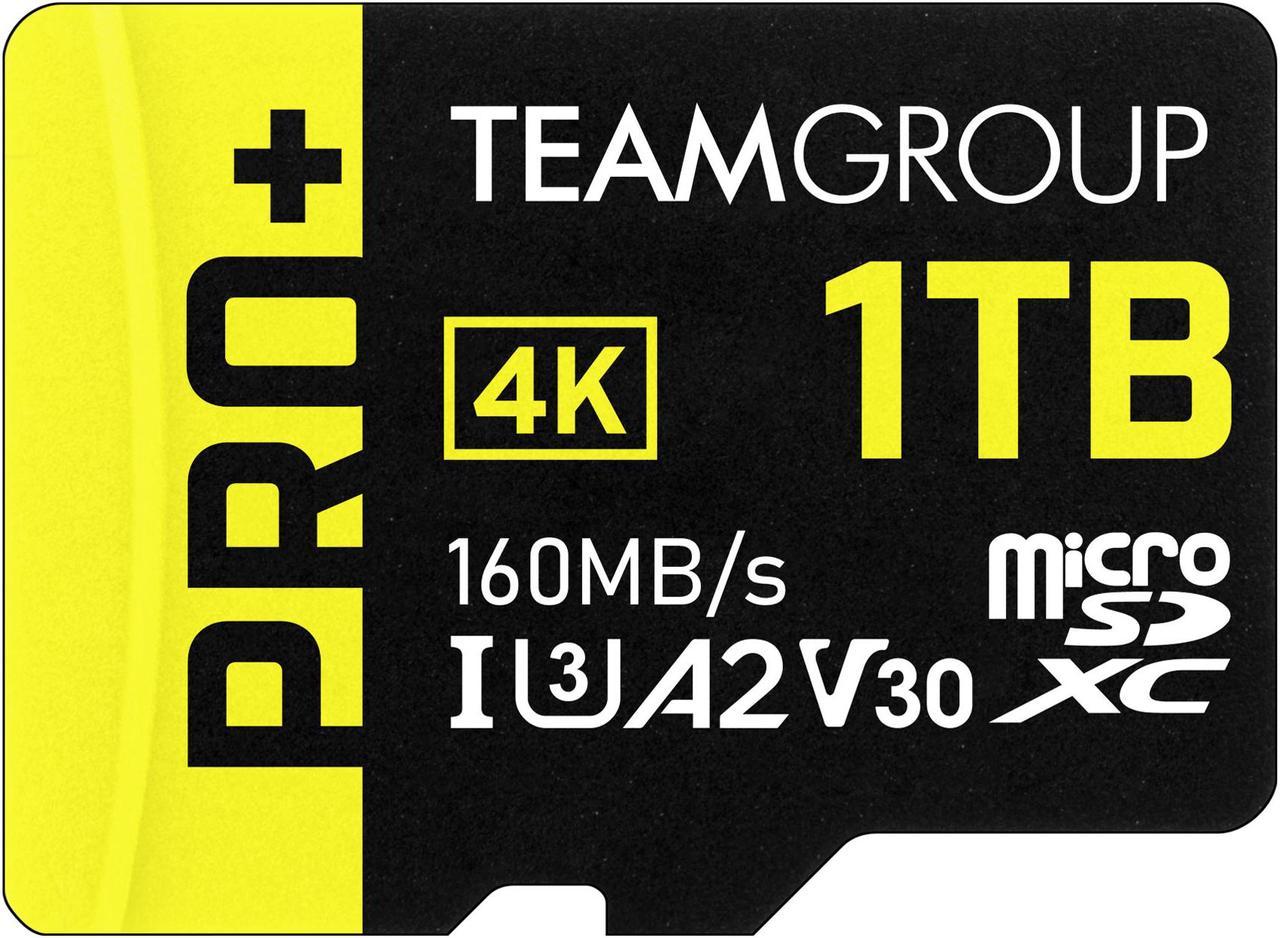 PRO+
TEAMGROUP
1TB
4K
160MB/s
micro
SD
XC
I U3 A2 V30